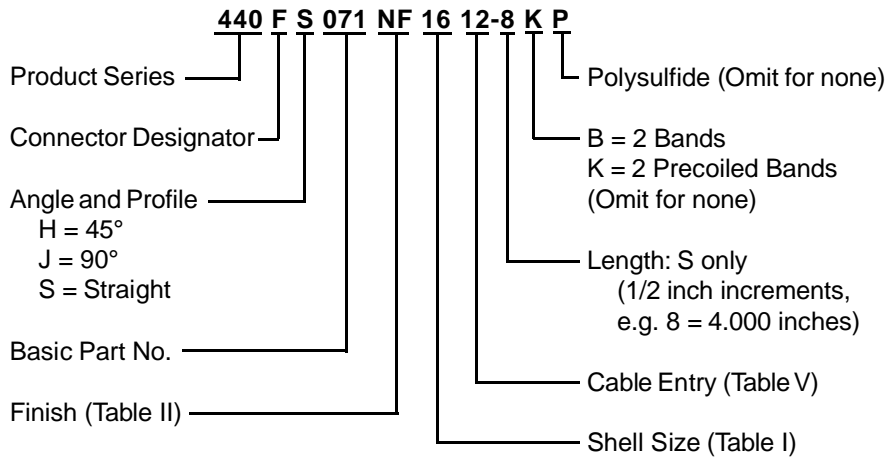 440 F S 071 NF 16 12-8 K P
Product Series
Connector Designator
Angle and Profile
H = 45°
J = 90°
S = Straight
Basic Part No.
Finish (Table II)
Polysulfide (Omit for none)
B = 2 Bands
K = 2 Precoiled Bands
(Omit for none)
Length: S only
(1/2 inch increments,
e.g. 8 = 4.000 inches)
Cable Entry (Table V)
Shell Size (Table I)